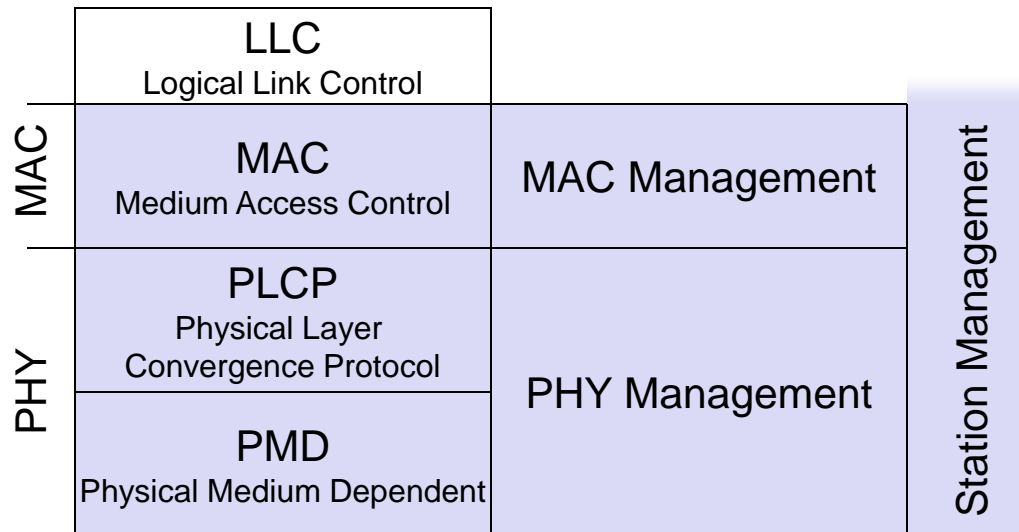 LLC
Logical Link Control
MAC
MAC
Medium Access Control
MAC Management
PHY
PLCP
Physical Layer
Convergence Protocol
PMD
Physical Medium Dependent
PHY Management
Station Management